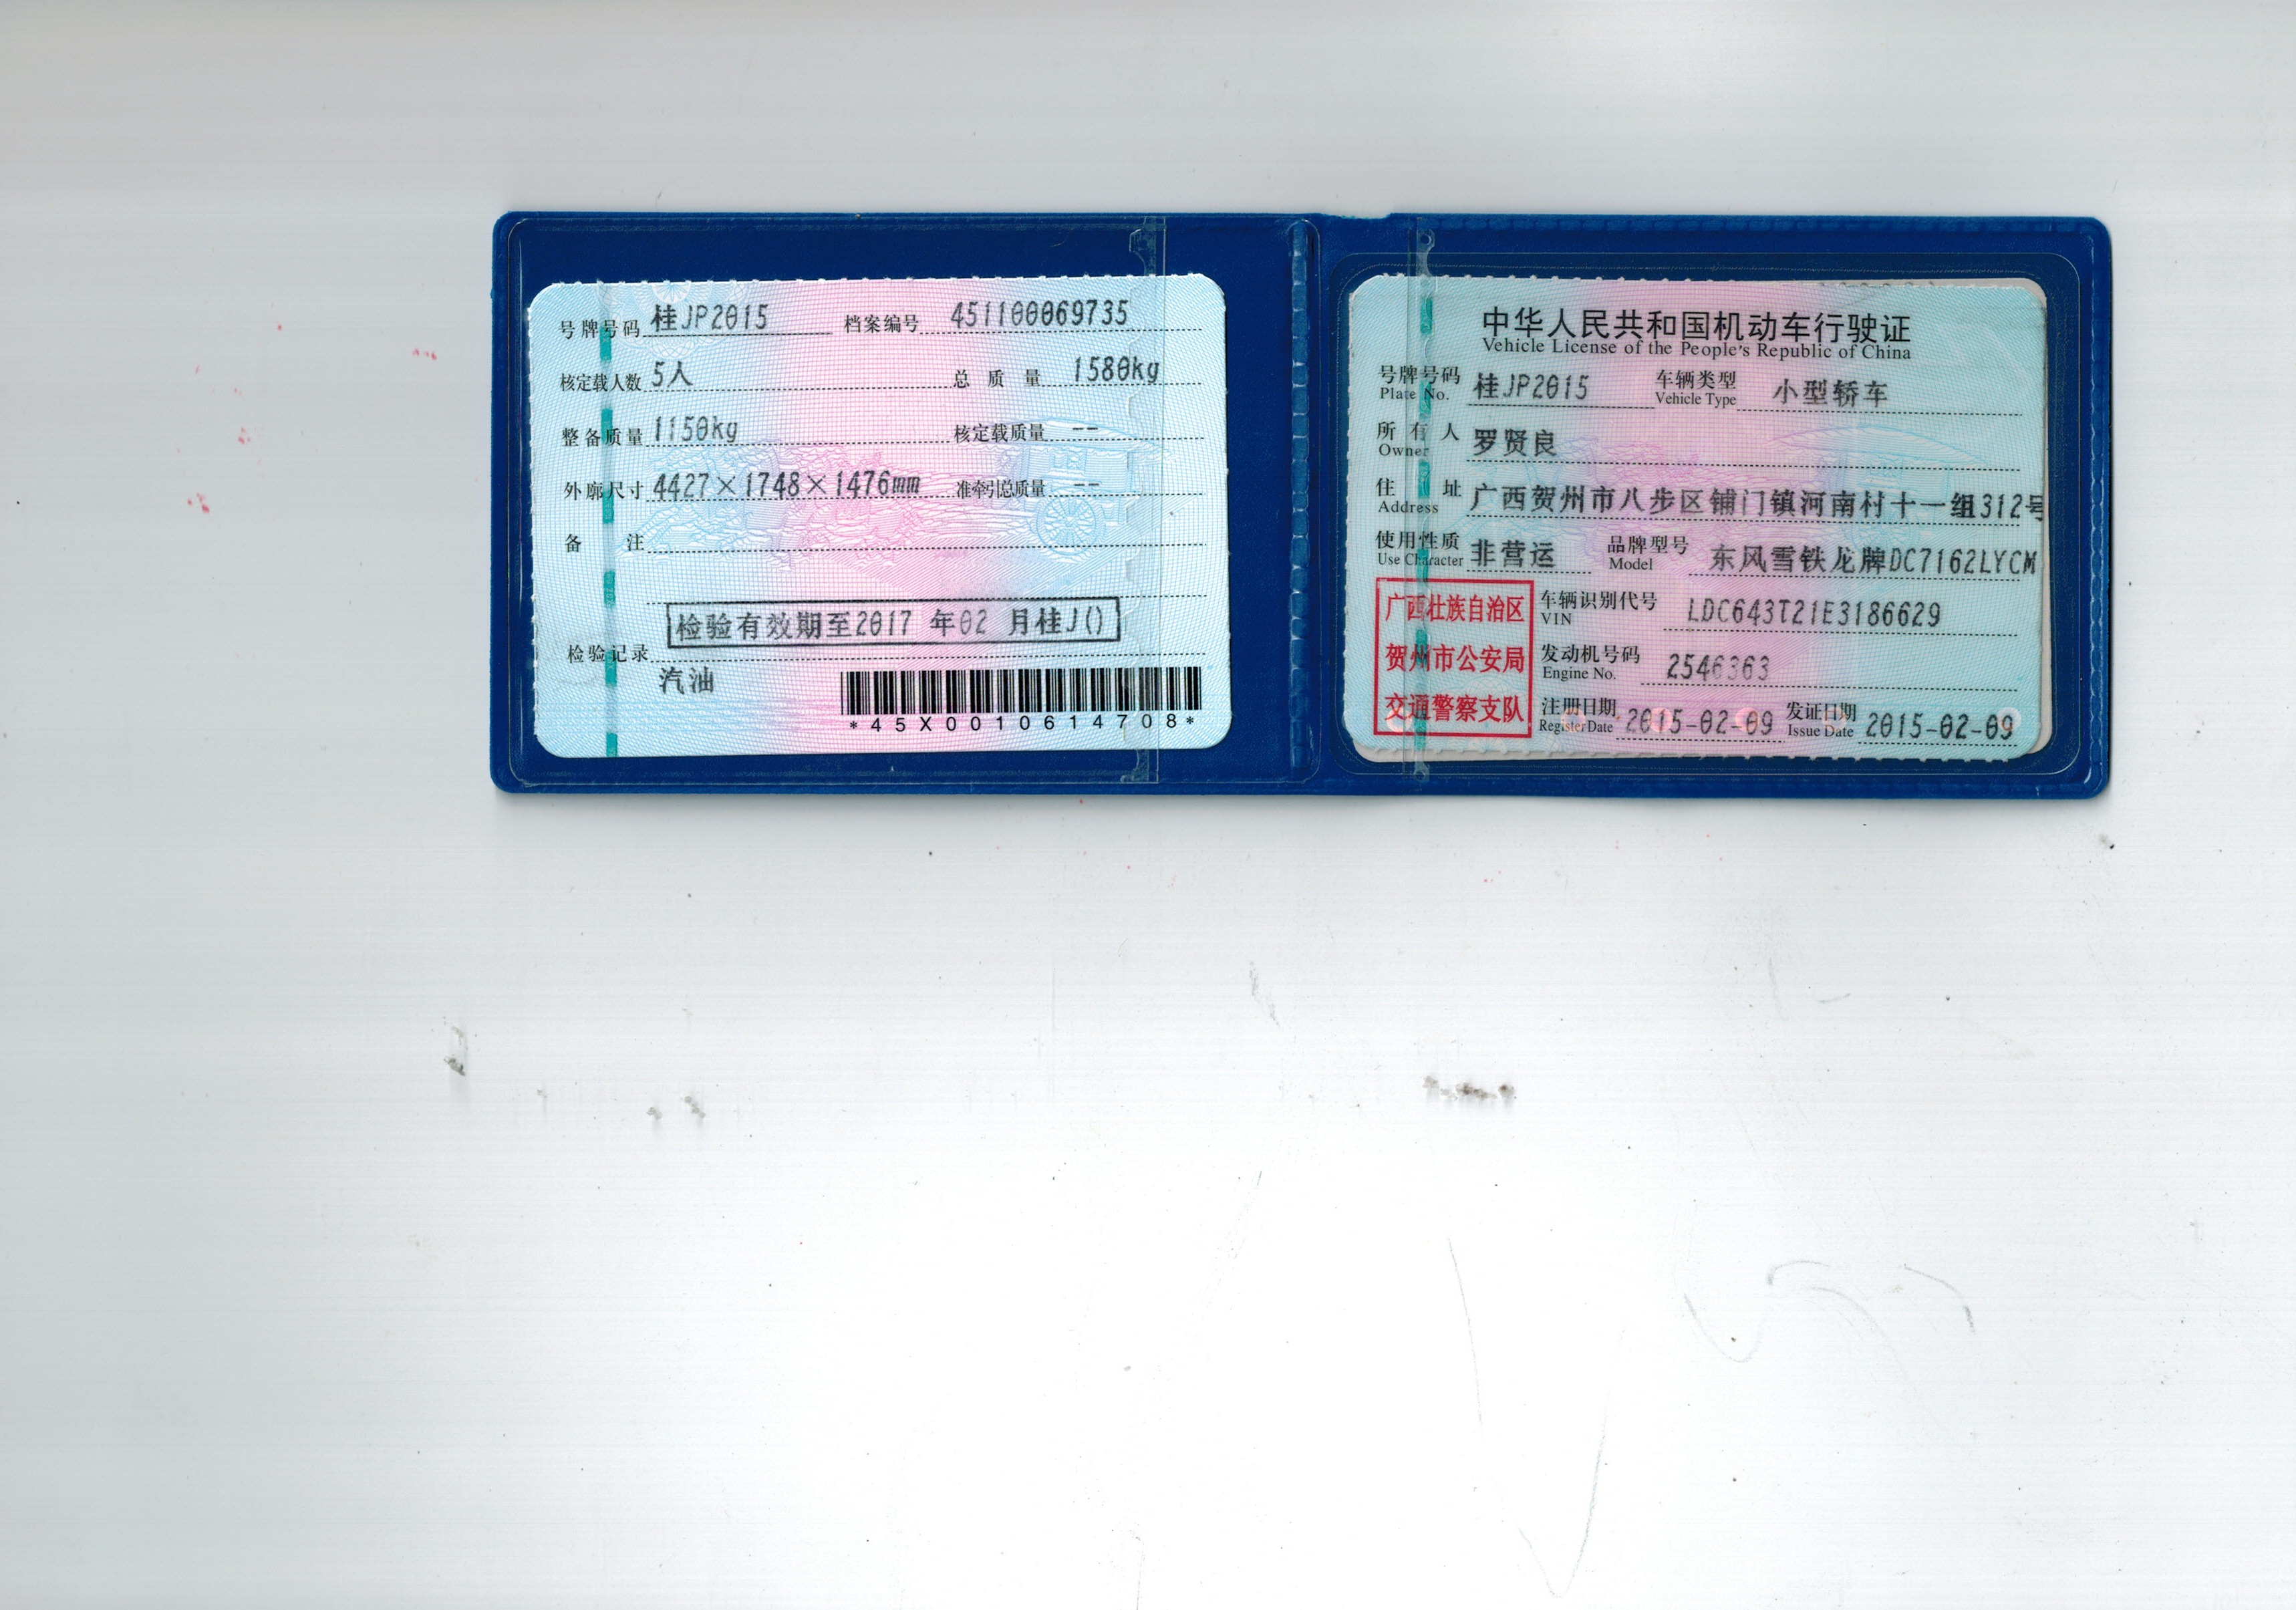 号牌号码 桂JP2015 档案编号 451100069735
核定载人数 5人 总质量 1580kg
整备质量 1150kg 核定载质量 --
外廓尺寸 4427×1748×1476mm 准牵引总质量 --
备注
检验有效期至2017 年02 月桂J()
检验记录
汽油
*45X0010614708*
中华人民共和国机动车行驶证
Vehicle License of the People's Republic of China
号牌号码 桂JP2015 车辆类型 小型轿车
Plate No. Vehicle Type
所有人 罗贤良
Owner
住址 广西贺州市八步区铺门镇河南村十一组312号
Address
使用性质 非营运 品牌型号 东风雪铁龙牌DC7162LYCM
Use Character Model
广西壮族自治区
贺州市公安局
交通警察支队
车辆识别代号 LDC643T21E3186629
VIN
发动机号码 2546363
Engine No.
注册日期 2015-02-09 发证日期 2015-02-09
Register Date Issue Date